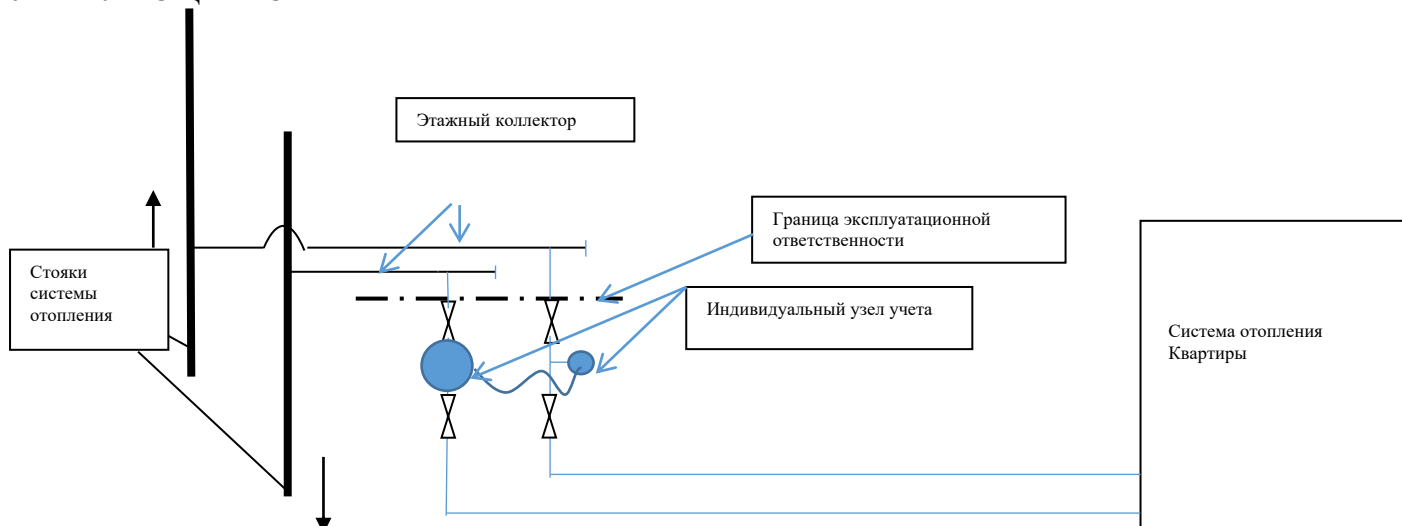 Этажный коллектор
Граница эксплуатационной
ответственности
Стояки
системы
отопления
Индивидуальный узел учета
Система отопления
Квартиры